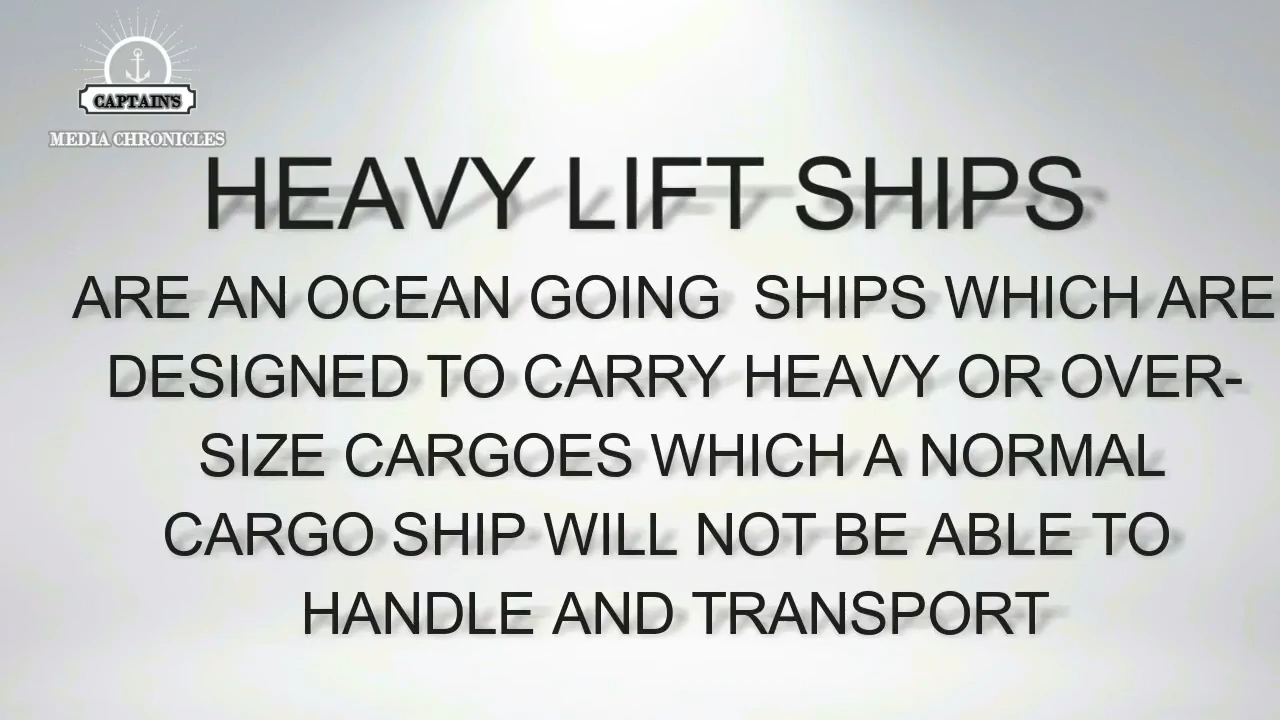 CAPTAIN'S
MEDIA CHRONICLES
HEAVY LIFT SHIPS
ARE AN OCEAN GOING  SHIPS WHICH ARE
DESIGNED TO CARRY HEAVY OR OVER-
SIZE CARGOES WHICH A NORMAL
CARGO SHIP WILL NOT BE ABLE TO
HANDLE AND TRANSPORT